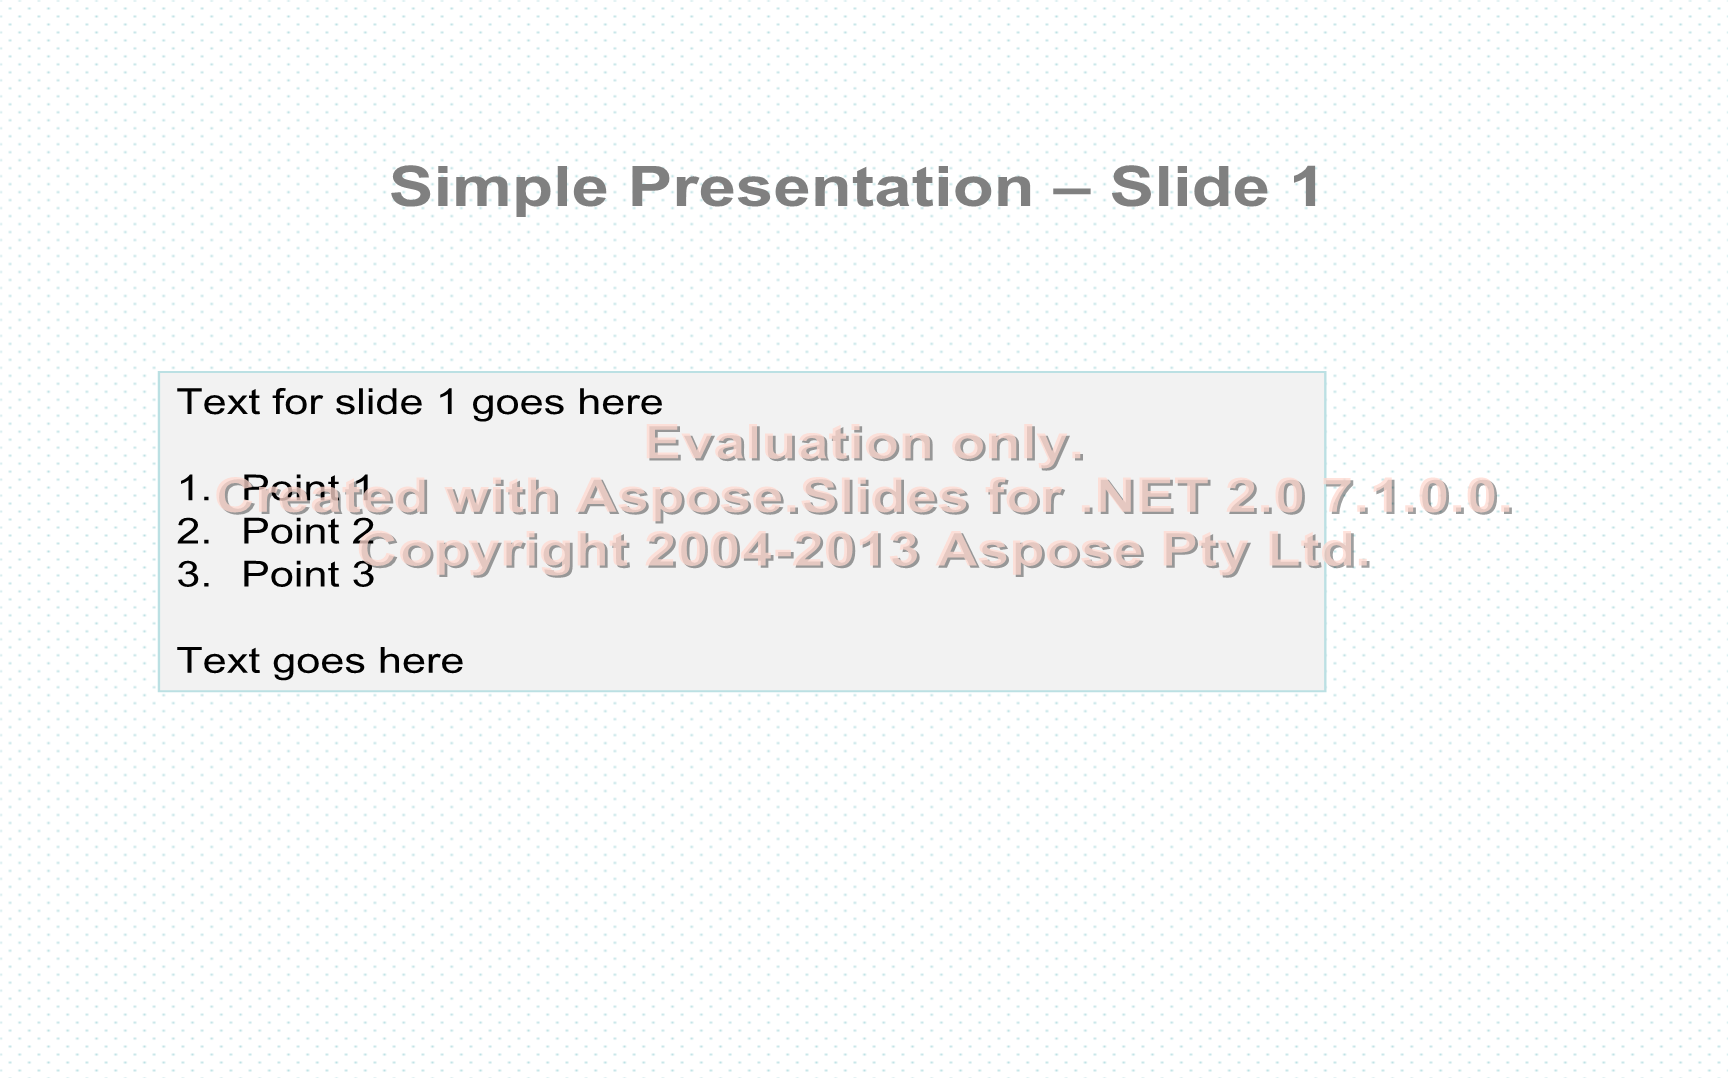 Simple Presentation – Slide 1
Text for slide 1 goes here
Evaluation only.
1. Point 1
Created with Aspose.Slides for .NET 2.0 7.1.0.0.
2. Point 2
Copyright 2004-2013 Aspose Pty Ltd.
3. Point 3
Text goes here